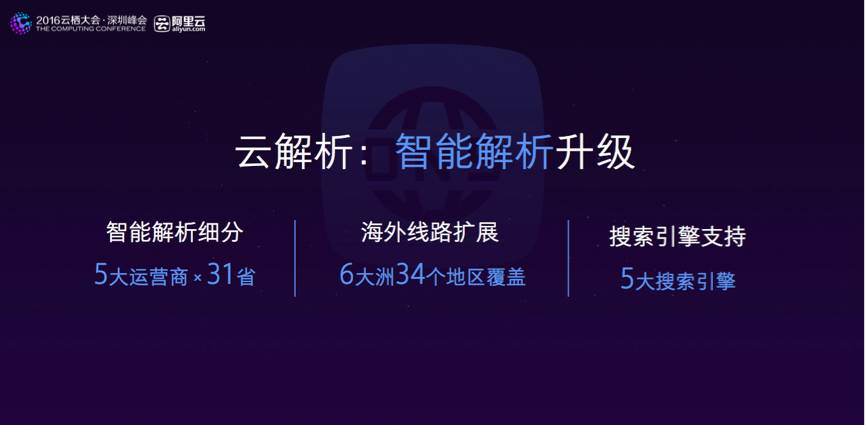 2016云栖大会·深圳峰会
THE COMPUTING CONFERENCE
阿里云
aliyun.com
DNS
云解析：智能解析升级
智能解析细分
5大运营商×31省
海外线路扩展
6大洲34个地区覆盖
搜索引擎支持
5大搜索引擎